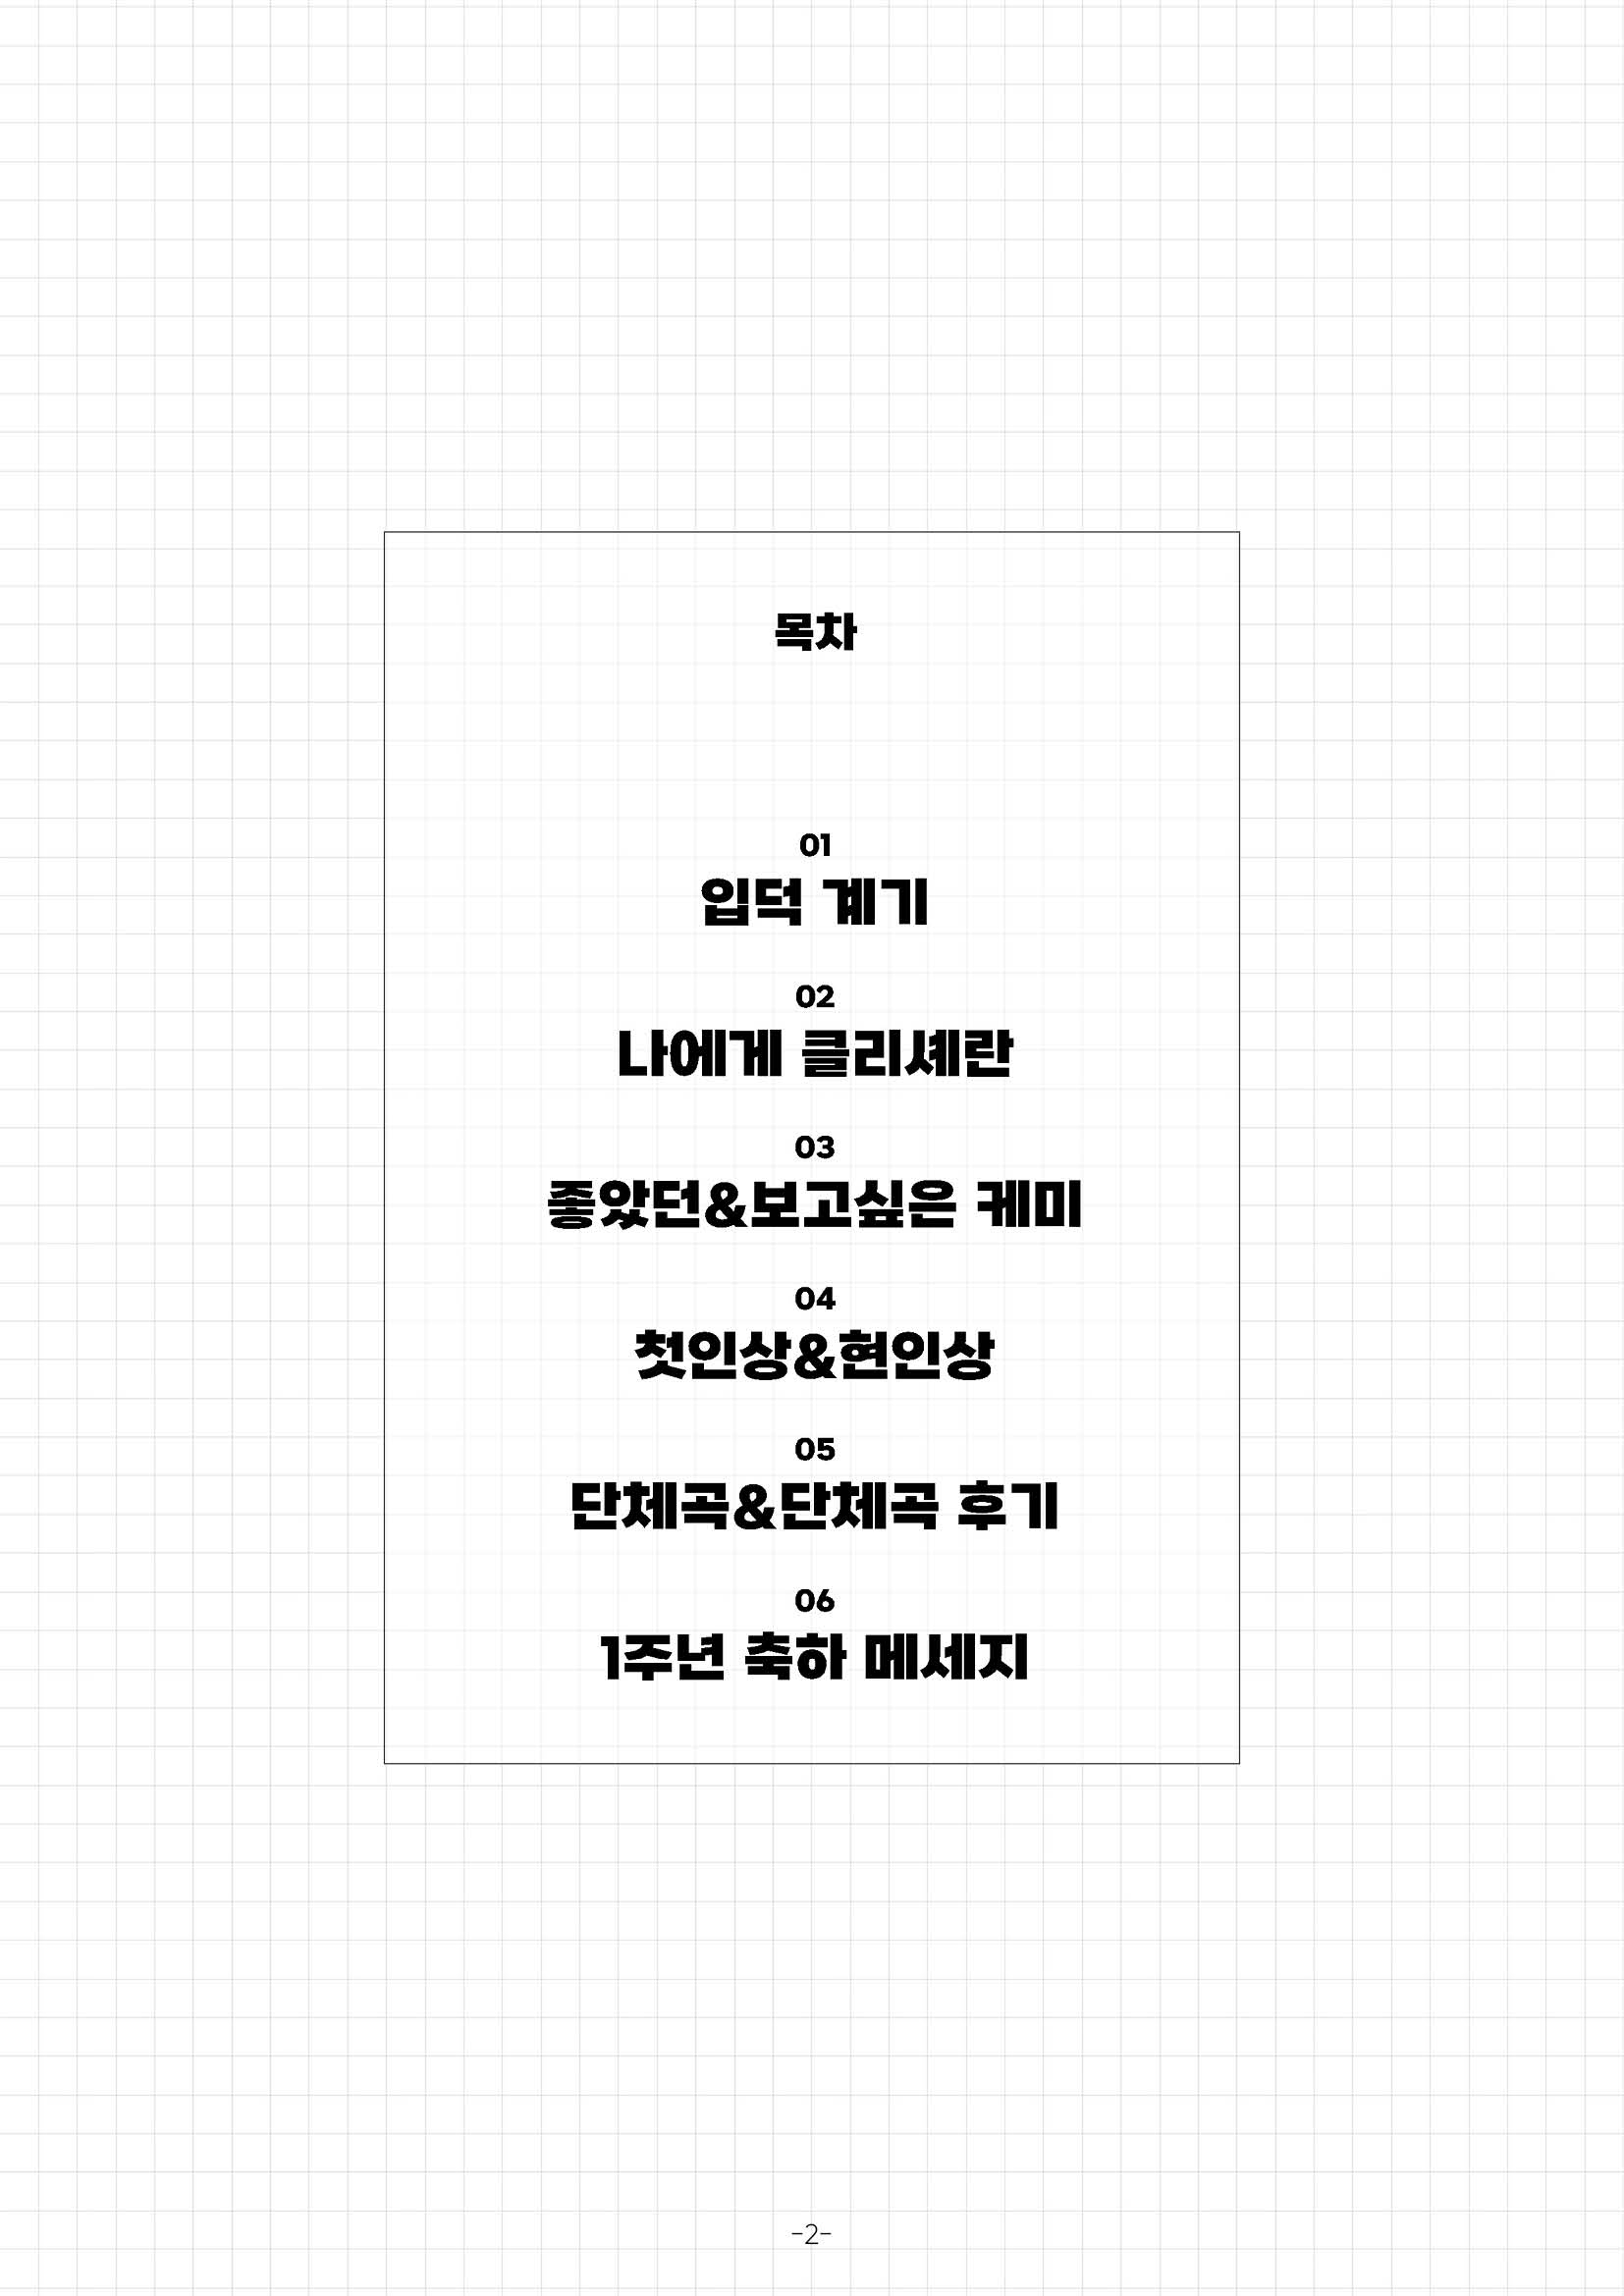 목차
01
입덕 계기
02
나에게 클리셰란
03
좋았던&보고싶은 케미
04
첫인상&현인상
05
단체곡&단체곡 후기
06
1주년 축하 메세지
-2-